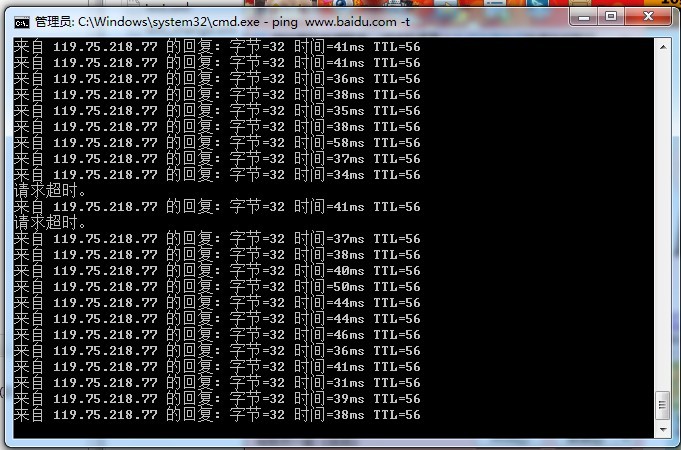 管理员: C:\Windows\system32\cmd.exe - ping  www.baidu.com -t
来自 119.75.218.77 的回复: 字节=32 时间=41ms TTL=56
来自 119.75.218.77 的回复: 字节=32 时间=41ms TTL=56
来自 119.75.218.77 的回复: 字节=32 时间=36ms TTL=56
来自 119.75.218.77 的回复: 字节=32 时间=38ms TTL=56
来自 119.75.218.77 的回复: 字节=32 时间=35ms TTL=56
来自 119.75.218.77 的回复: 字节=32 时间=38ms TTL=56
来自 119.75.218.77 的回复: 字节=32 时间=58ms TTL=56
来自 119.75.218.77 的回复: 字节=32 时间=37ms TTL=56
来自 119.75.218.77 的回复: 字节=32 时间=34ms TTL=56
请求超时。
来自 119.75.218.77 的回复: 字节=32 时间=41ms TTL=56
请求超时。
来自 119.75.218.77 的回复: 字节=32 时间=37ms TTL=56
来自 119.75.218.77 的回复: 字节=32 时间=38ms TTL=56
来自 119.75.218.77 的回复: 字节=32 时间=40ms TTL=56
来自 119.75.218.77 的回复: 字节=32 时间=50ms TTL=56
来自 119.75.218.77 的回复: 字节=32 时间=44ms TTL=56
来自 119.75.218.77 的回复: 字节=32 时间=44ms TTL=56
来自 119.75.218.77 的回复: 字节=32 时间=46ms TTL=56
来自 119.75.218.77 的回复: 字节=32 时间=36ms TTL=56
来自 119.75.218.77 的回复: 字节=32 时间=41ms TTL=56
来自 119.75.218.77 的回复: 字节=32 时间=31ms TTL=56
来自 119.75.218.77 的回复: 字节=32 时间=39ms TTL=56
来自 119.75.218.77 的回复: 字节=32 时间=38ms TTL=56